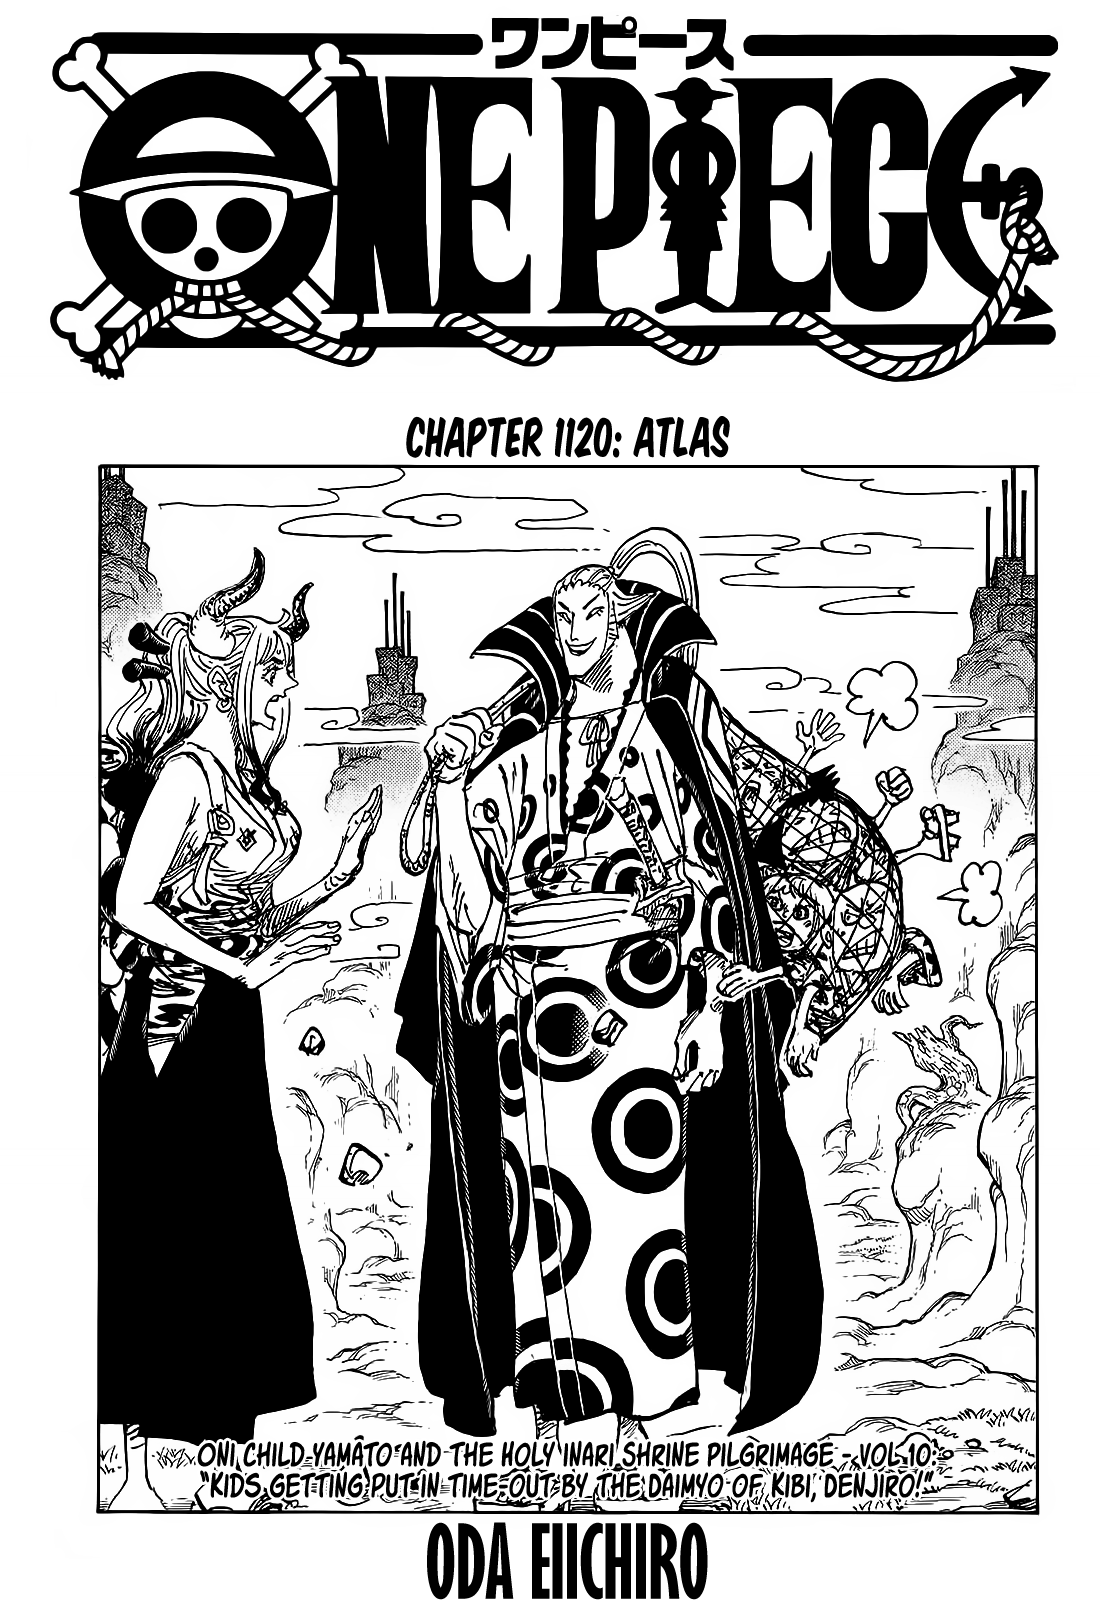 ワンピース
ONE PIECE
CHAPTER 1120: ATLAS
ONI CHILD YAMATO AND THE HOLY INARI SHRINE PILGRIMAGE - VOL 10:
"KIDS GETTING PUT IN TIME-OUT BY THE DAIMYO OF KIBI, DENJIRO!"
ODA EIICHIRO